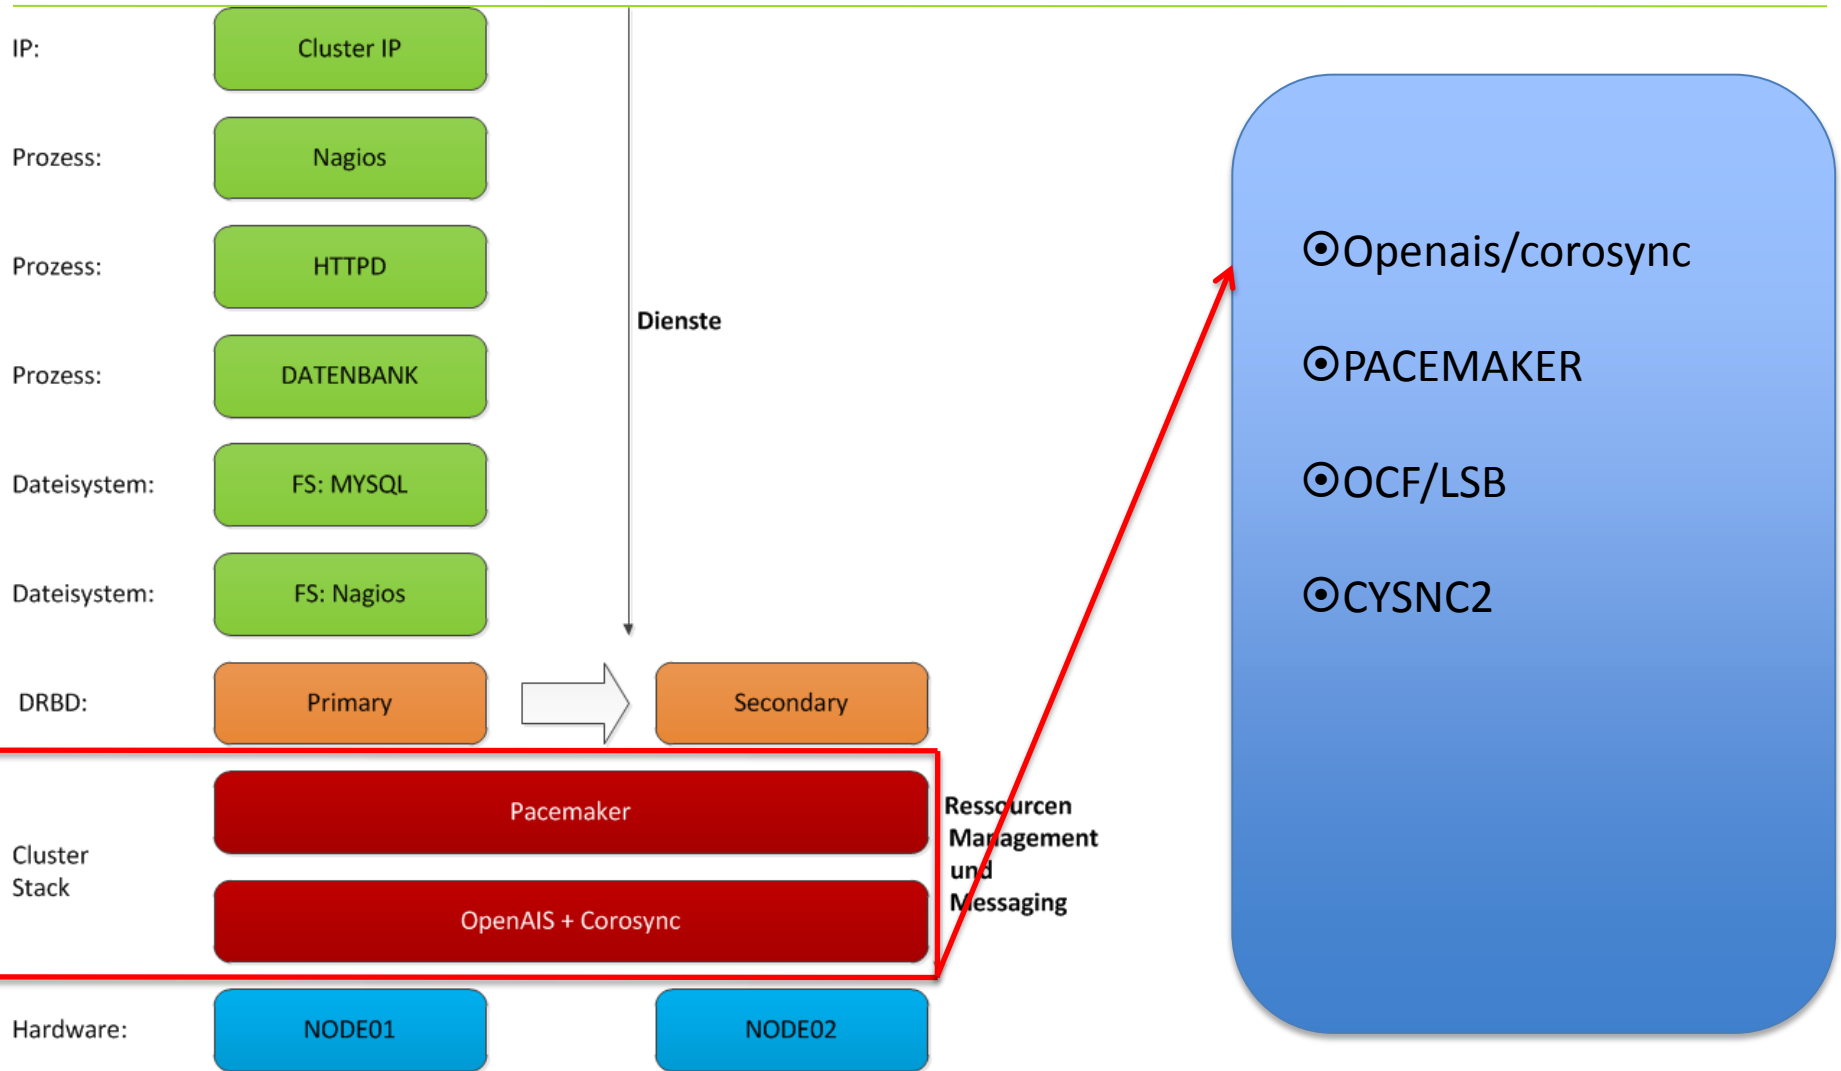 IP:
Cluster IP
Prozess:
Nagios
Prozess:
HTTPD
Dienste
Prozess:
DATENBANK
Dateisystem:
FS: MYSQL
Dateisystem:
FS: Nagios
DRBD:
Primary
Secondary
Cluster
Stack
Pacemaker
OpenAIS + Corosync
Ressourcen
Management
und
Messaging
Hardware:
NODE01
NODE02
Openais/corosync
PACEMAKER
OCF/LSB
CYSNC2